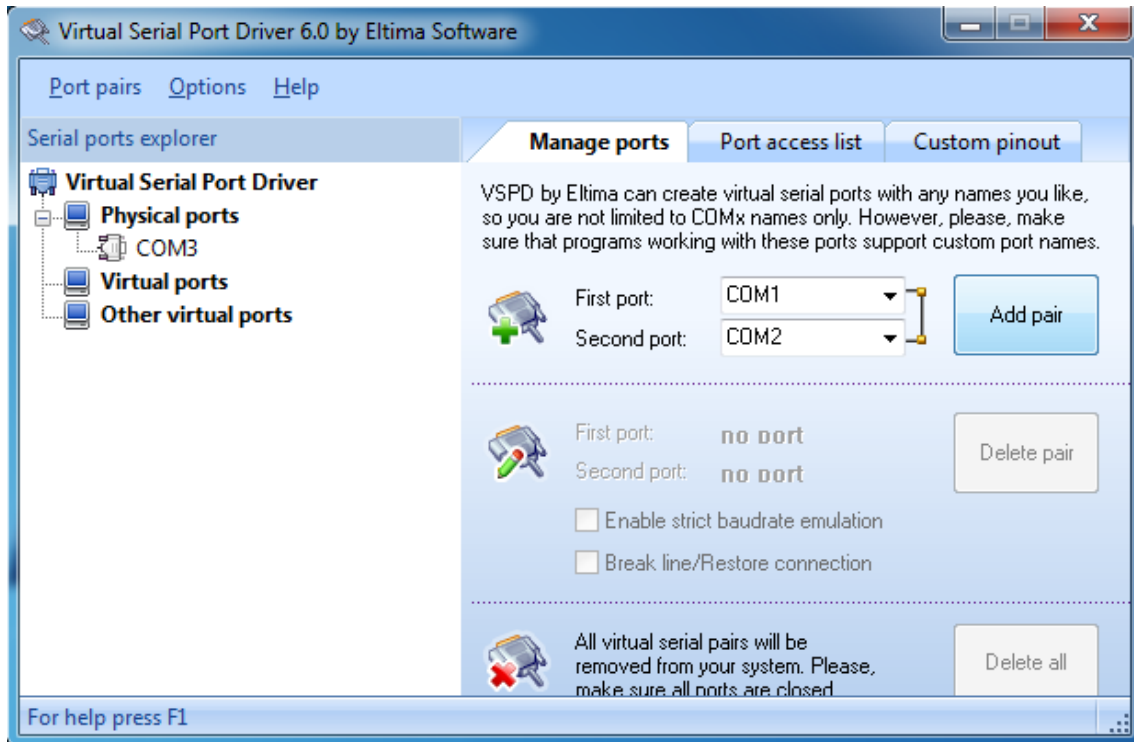 Virtual Serial Port Driver 6.0 by Eltima Software
Port pairs Options Help
Serial ports explorer
Virtual Serial Port Driver
Physical ports
COM3
Virtual ports
Other virtual ports
Manage ports Port access list Custom pinout
VSPD by Eltima can create virtual serial ports with any names you like,
so you are not limited to COMx names only. However, please, make
sure that programs working with these ports support custom port names.
First port: COM1
Second port: COM2
Add pair
First port: no port
Second port: no port
Delete pair
Enable strict baudrate emulation
Break line/Restore connection
All virtual serial pairs will be
removed from your system. Please,
make sure all ports are closed
Delete all
For help press F1